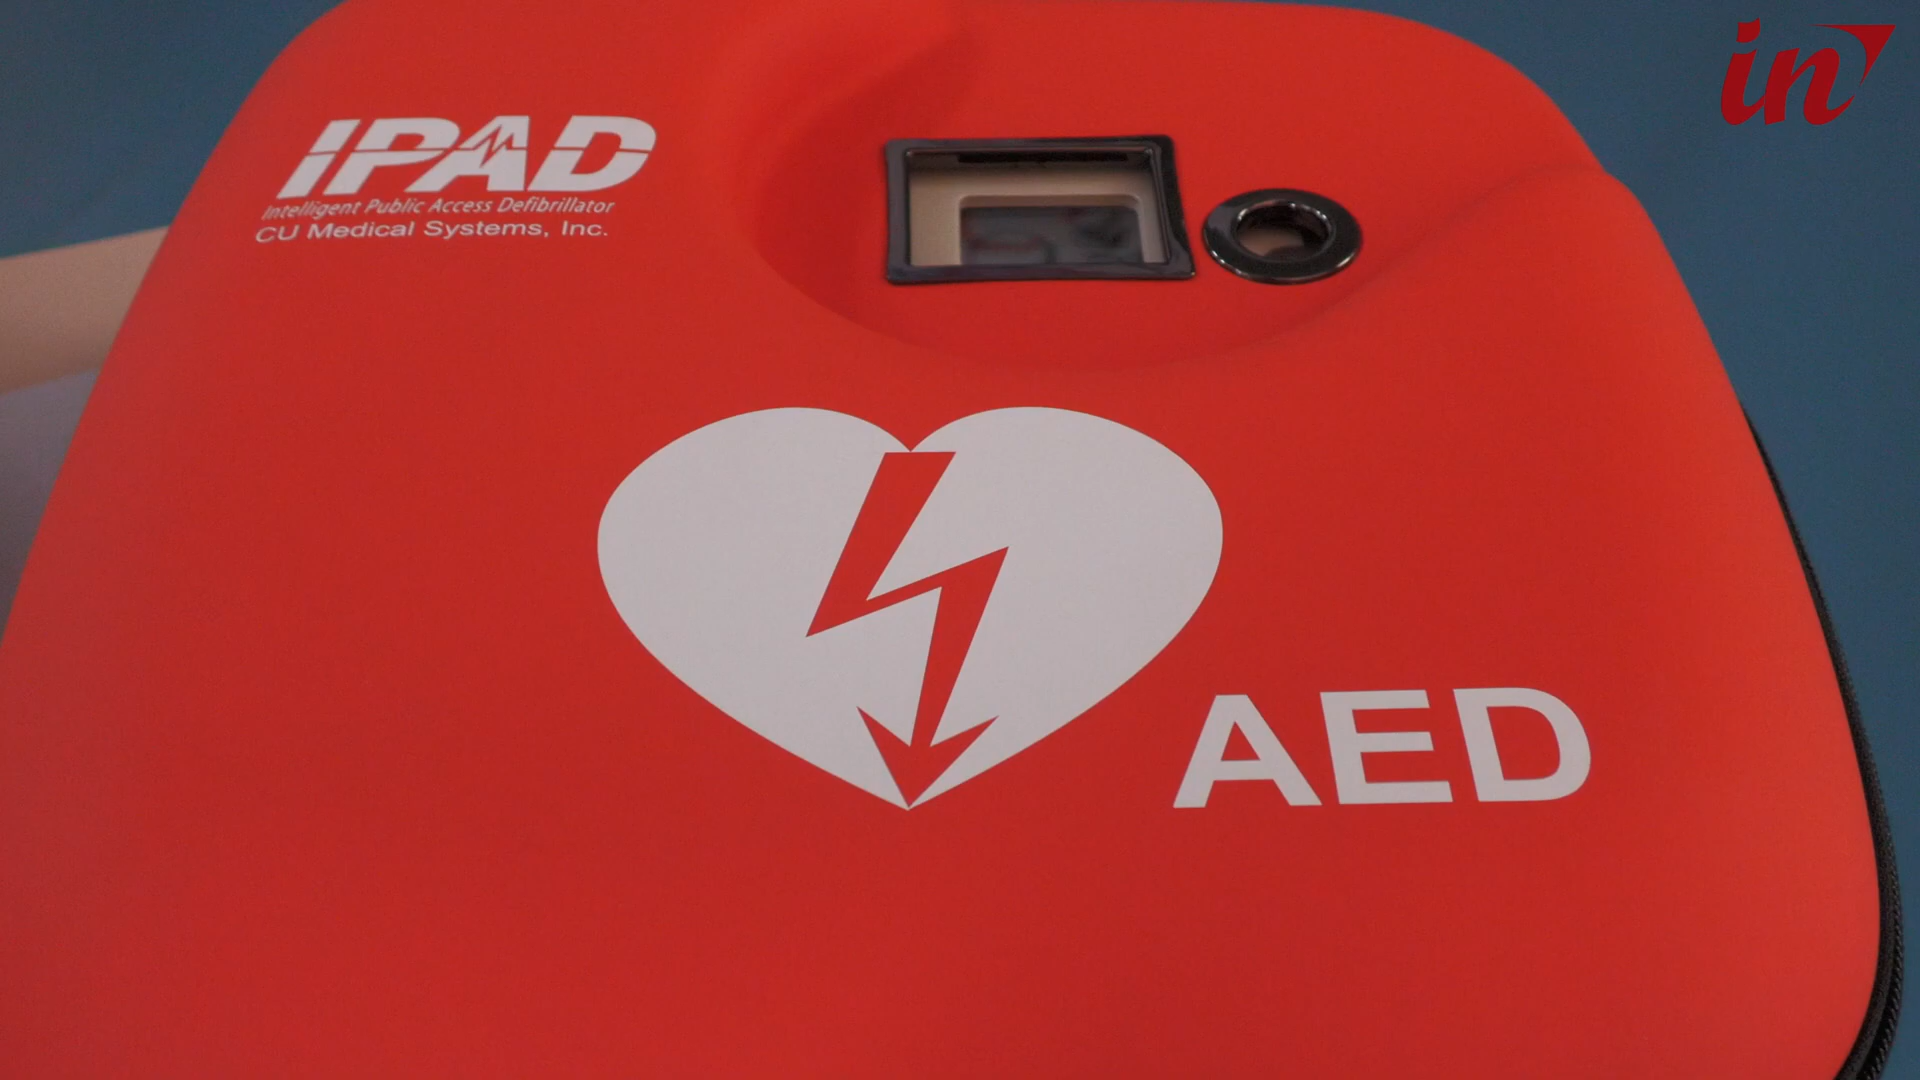 in
IPAD
Intelligent Public Access Defibrillator
CU Medical Systems, Inc.
AED